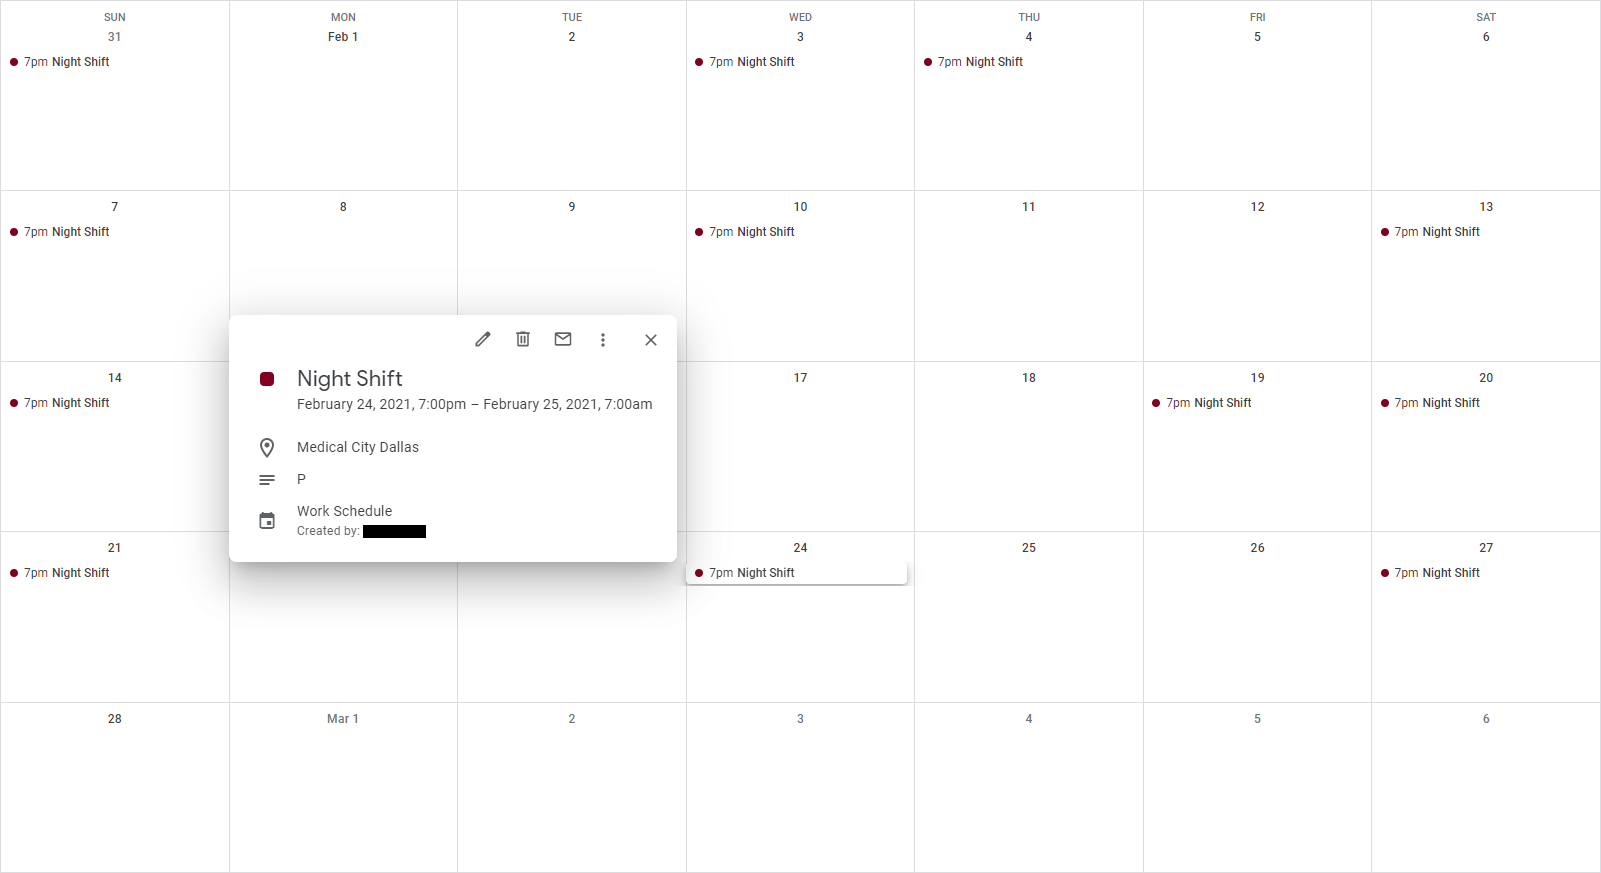 SUN MON TUE WED THU FRI SAT
31 Feb 1 2 3 4 5 6
7pm Night Shift 7pm Night Shift 7pm Night Shift
7 8 9 10 11 12 13
7pm Night Shift 7pm Night Shift 7pm Night Shift
14 17 18 19 20
7pm Night Shift 7pm Night Shift 7pm Night Shift
Night Shift
February 24, 2021, 7:00pm – February 25, 2021, 7:00am
Medical City Dallas
P
Work Schedule
Created by:
21 24 25 26 27
7pm Night Shift 7pm Night Shift 7pm Night Shift
28 Mar 1 2 3 4 5 6